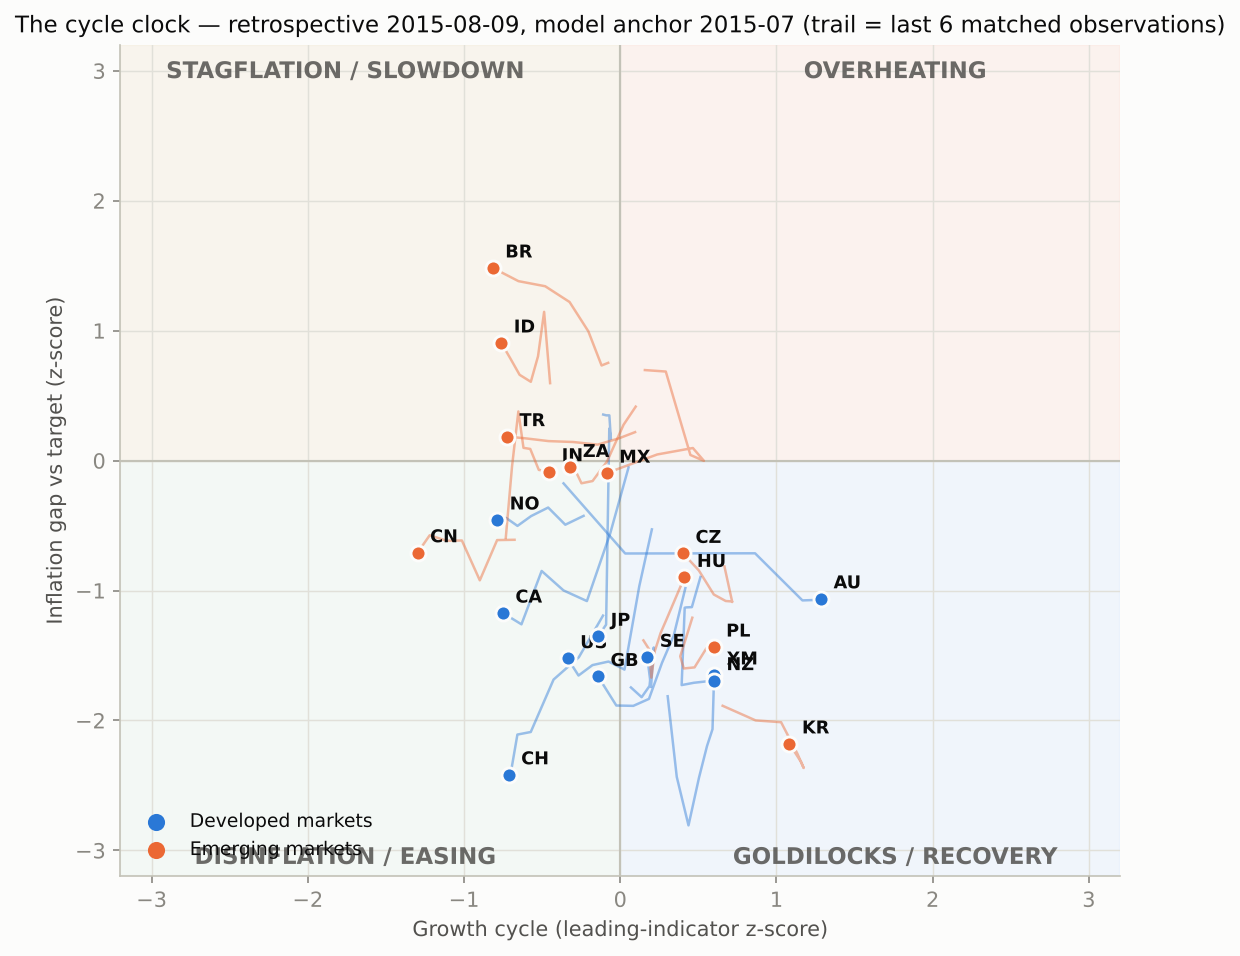 The cycle clock — retrospective 2015-08-09, model anchor 2015-07 (trail = last 6 matched observations)
STAGFLATION / SLOWDOWN
OVERHEATING
3
2
1
0
−1
−2
−3
Inflation gap vs target (z-score)
BR
ID
TR
IN
ZA
MX
NO
CN
CZ
HU
AU
CA
JP
US
GB
SE
PL
XM
NZ
KR
CH
Developed markets
Emerging markets
DISINFLATION / EASING
GOLDILOCKS / RECOVERY
−3
−2
−1
0
1
2
3
Growth cycle (leading-indicator z-score)